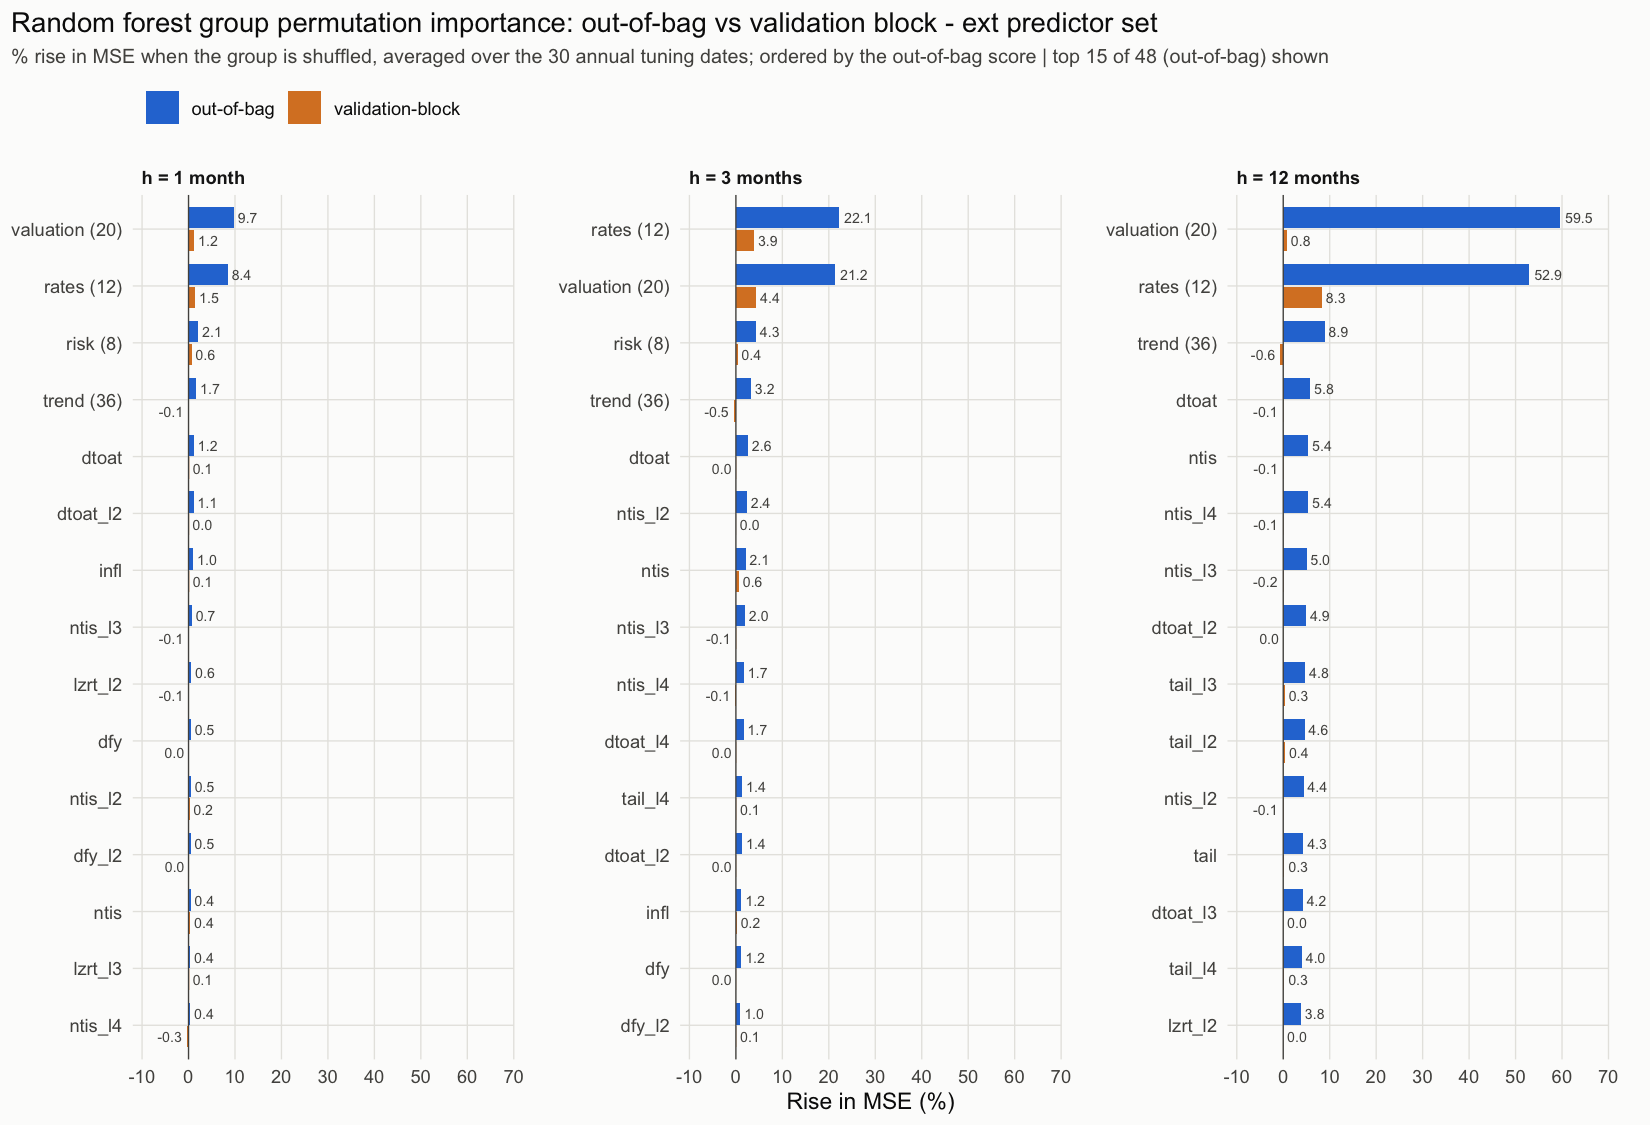 Random forest group permutation importance: out-of-bag vs validation block - ext predictor set
% rise in MSE when the group is shuffled, averaged over the 30 annual tuning dates; ordered by the out-of-bag score | top 15 of 48 (out-of-bag) shown
out-of-bag validation-block
h = 1 month
valuation (20) 9.7
1.2
rates (12) 8.4
1.5
risk (8) 2.1
0.6
trend (36) 1.7
-0.1
dtoat 1.2
0.1
dtoat_l2 1.1
0.0
infl 1.0
0.1
ntis_l3 0.7
-0.1
lzrt_l2 0.6
-0.1
dfy 0.5
0.0
ntis_l2 0.5
0.2
dfy_l2 0.5
0.0
ntis 0.4
0.4
lzrt_l3 0.4
0.1
ntis_l4 0.4
-0.3
-10 0 10 20 30 40 50 60 70
h = 3 months
rates (12) 22.1
3.9
valuation (20) 21.2
4.4
risk (8) 4.3
0.4
trend (36) 3.2
-0.5
dtoat 2.6
0.0
ntis_l2 2.4
0.0
ntis 2.1
0.6
ntis_l3 2.0
-0.1
ntis_l4 1.7
-0.1
dtoat_l4 1.7
0.0
tail_l4 1.4
0.1
dtoat_l2 1.4
0.0
infl 1.2
0.2
dfy 1.2
0.0
dfy_l2 1.0
0.1
-10 0 10 20 30 40 50 60 70
h = 12 months
valuation (20) 59.5
0.8
rates (12) 52.9
8.3
trend (36) 8.9
-0.6
dtoat 5.8
-0.1
ntis 5.4
-0.1
ntis_l4 5.4
-0.1
ntis_l3 5.0
-0.2
dtoat_l2 4.9
0.0
tail_l3 4.8
0.3
tail_l2 4.6
0.4
ntis_l2 4.4
-0.1
tail 4.3
0.3
dtoat_l3 4.2
0.0
tail_l4 4.0
0.3
lzrt_l2 3.8
0.0
-10 0 10 20 30 40 50 60 70
Rise in MSE (%)